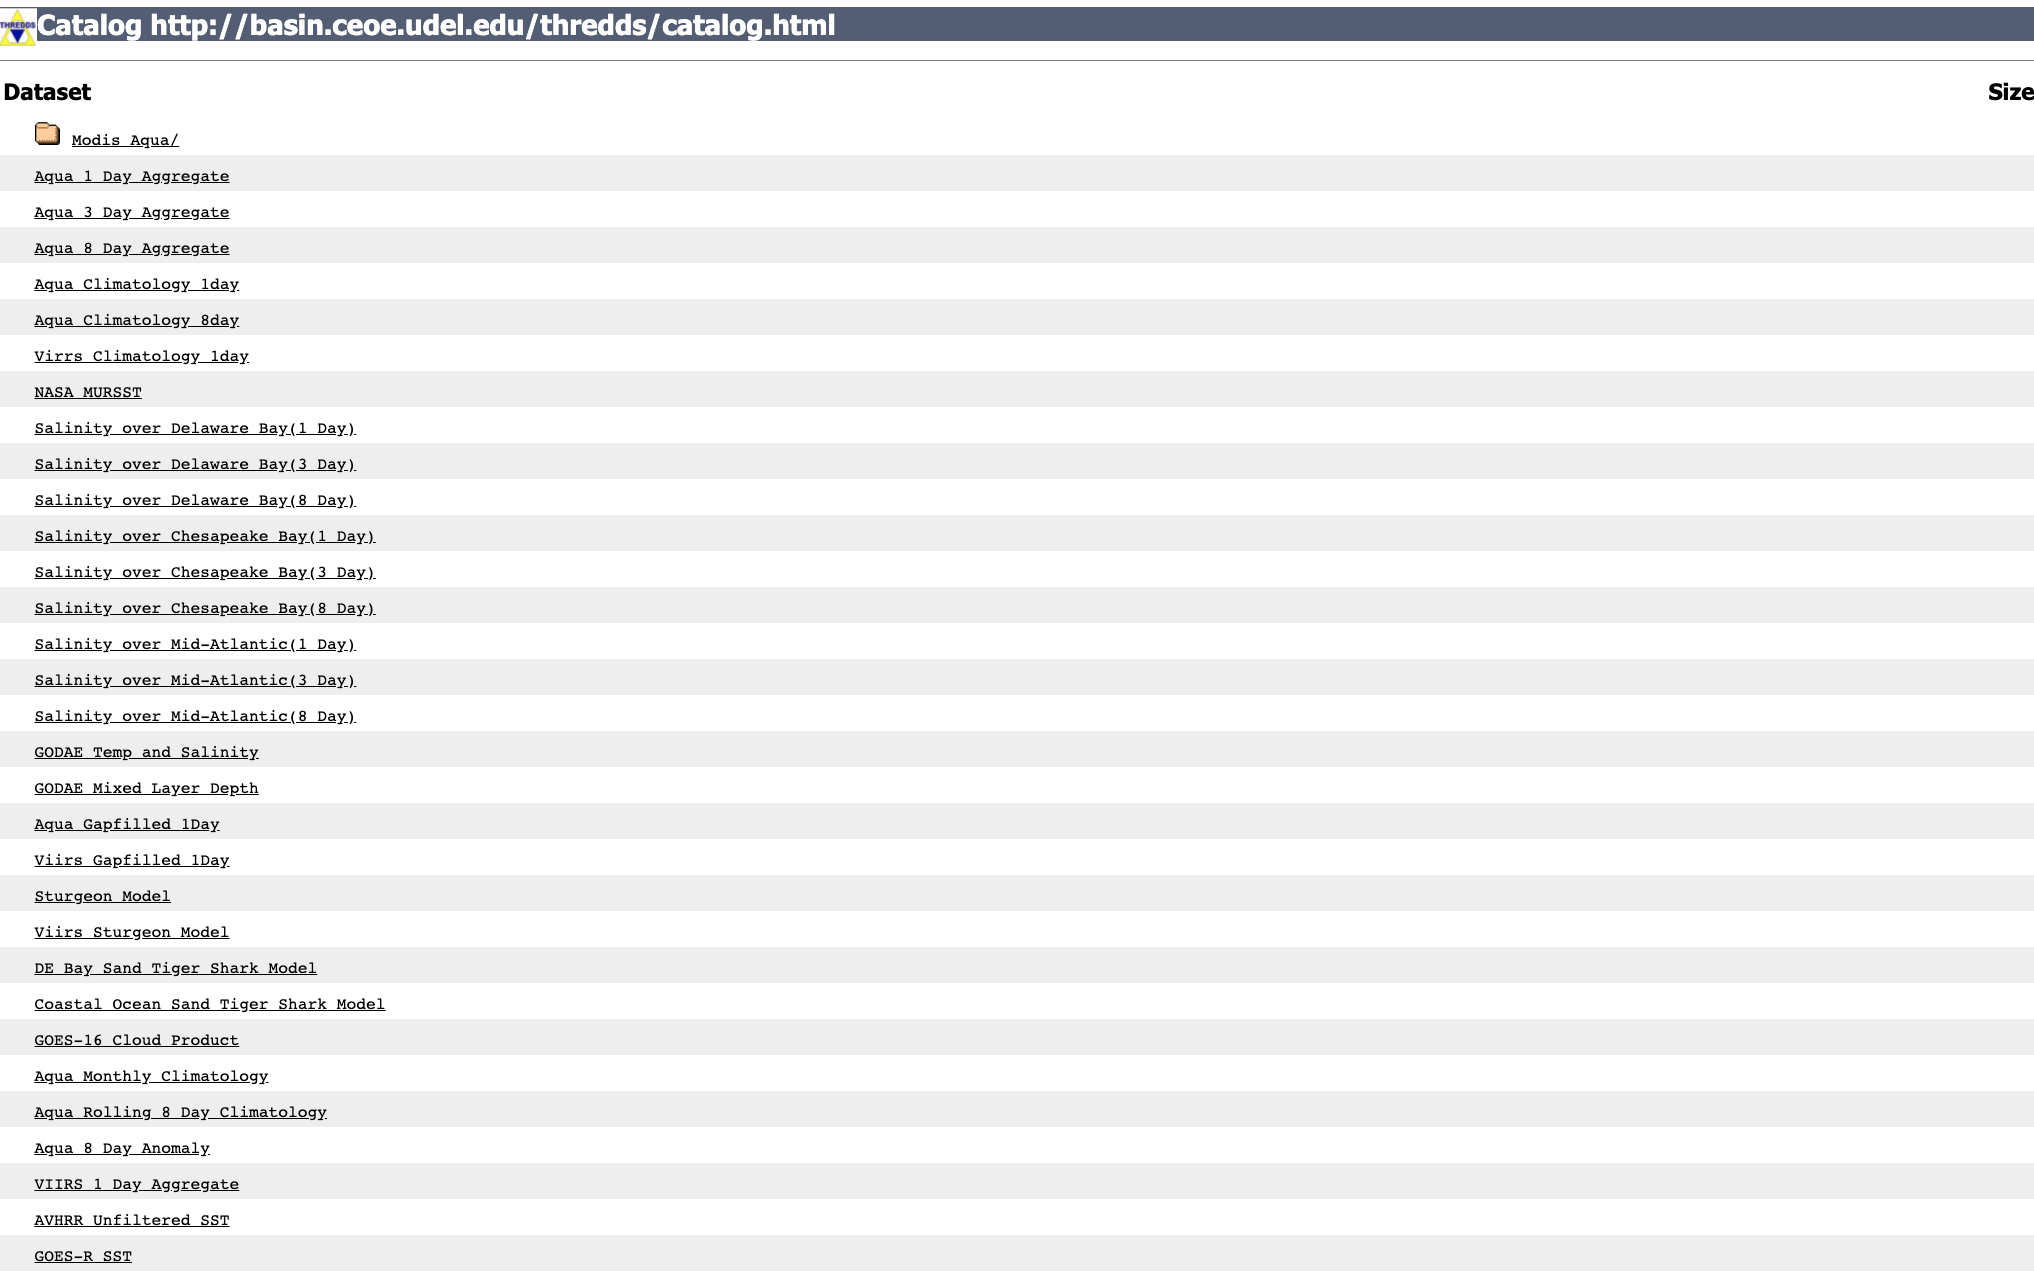 THREDDS
Catalog http://basin.ceoe.udel.edu/thredds/catalog.html
Dataset Size
Modis Aqua/
Aqua 1 Day Aggregate
Aqua 3 Day Aggregate
Aqua 8 Day Aggregate
Aqua Climatology 1day
Aqua Climatology 8day
Virrs Climatology 1day
NASA MURSST
Salinity over Delaware Bay(1 Day)
Salinity over Delaware Bay(3 Day)
Salinity over Delaware Bay(8 Day)
Salinity over Chesapeake Bay(1 Day)
Salinity over Chesapeake Bay(3 Day)
Salinity over Chesapeake Bay(8 Day)
Salinity over Mid-Atlantic(1 Day)
Salinity over Mid-Atlantic(3 Day)
Salinity over Mid-Atlantic(8 Day)
GODAE Temp and Salinity
GODAE Mixed Layer Depth
Aqua Gapfilled 1Day
Viirs Gapfilled 1Day
Sturgeon Model
Viirs Sturgeon Model
DE Bay Sand Tiger Shark Model
Coastal Ocean Sand Tiger Shark Model
GOES-16 Cloud Product
Aqua Monthly Climatology
Aqua Rolling 8 Day Climatology
Aqua 8 Day Anomaly
VIIRS 1 Day Aggregate
AVHRR Unfiltered SST
GOES-R SST